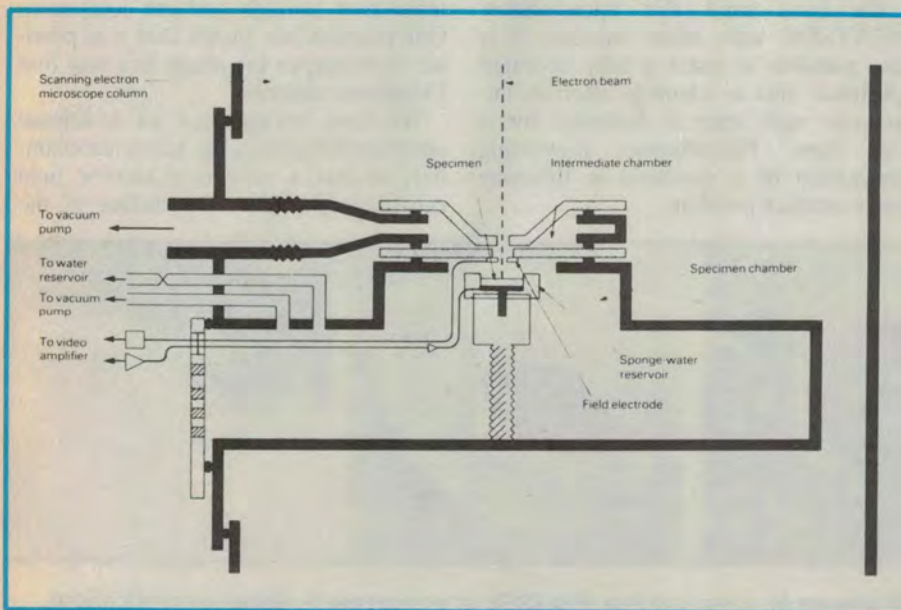 Scanning electron
microscope column
Electron beam
Specimen
Intermediate chamber
To vacuum
pump
To water
reservoir
Specimen chamber
To vacuum
pump
To video
amplifier
Sponge-water
reservoir
Field electrode